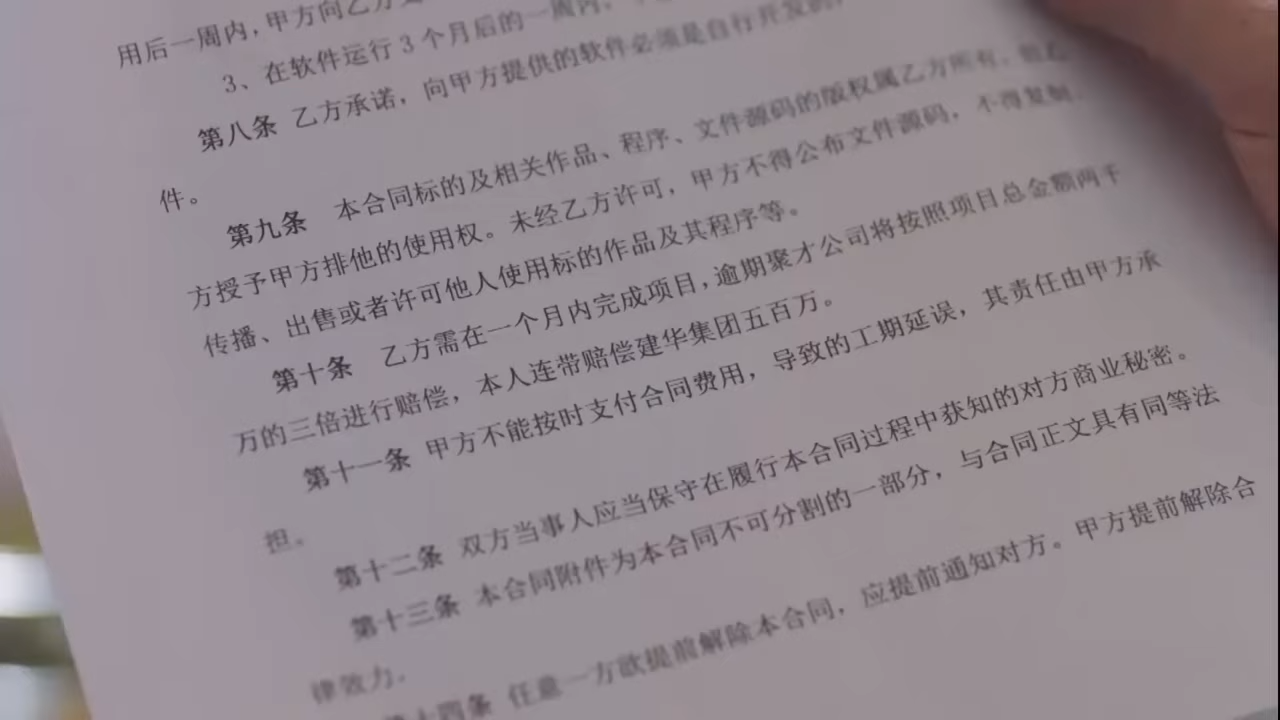 用后一周内，甲方向乙方
3、在软件运行3个月后的一周内，
第八条 乙方承诺，向甲方提供的软件必须是自行开发的
件。
第九条 本合同标的及相关作品、程序、文件源码的版权属乙方所有，但乙
方授予甲方排他的使用权。未经乙方许可，甲方不得公布文件源码，不得复制、
传播、出售或者许可他人使用标的作品及其程序等。
第十条 乙方需在一个月内完成项目，逾期聚才公司将按照项目总金额两千
万的三倍进行赔偿，本人连带赔偿建华集团五百万。
第十一条 甲方不能按时支付合同费用，导致的工期延误，其责任由甲方承
担。
第十二条 双方当事人应当保守在履行本合同过程中获知的对方商业秘密。
第十三条 本合同附件为本合同不可分割的一部分，与合同正文具有同等法
律效力。
第十四条 任意一方欲提前解除本合同，应提前通知对方。甲方提前解除合